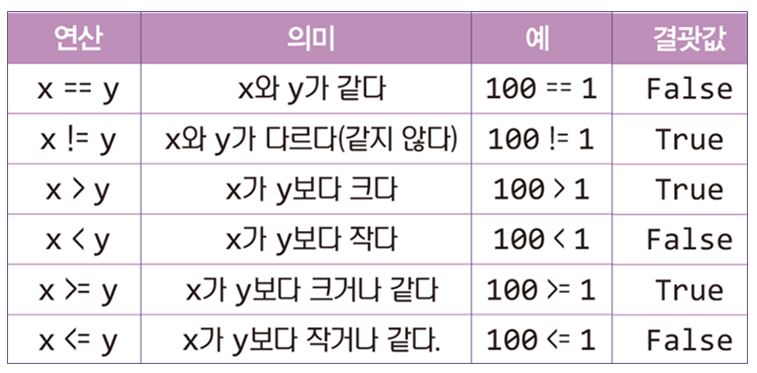 연산 의미 예 결괏값
x == y x와 y가 같다 100 == 1 False
x != y x와 y가 다르다(같지 않다) 100 != 1 True
x > y x가 y보다 크다 100 > 1 True
x < y x가 y보다 작다 100 < 1 False
x >= y x가 y보다 크거나 같다 100 >= 1 True
x <= y x가 y보다 작거나 같다. 100 <= 1 False